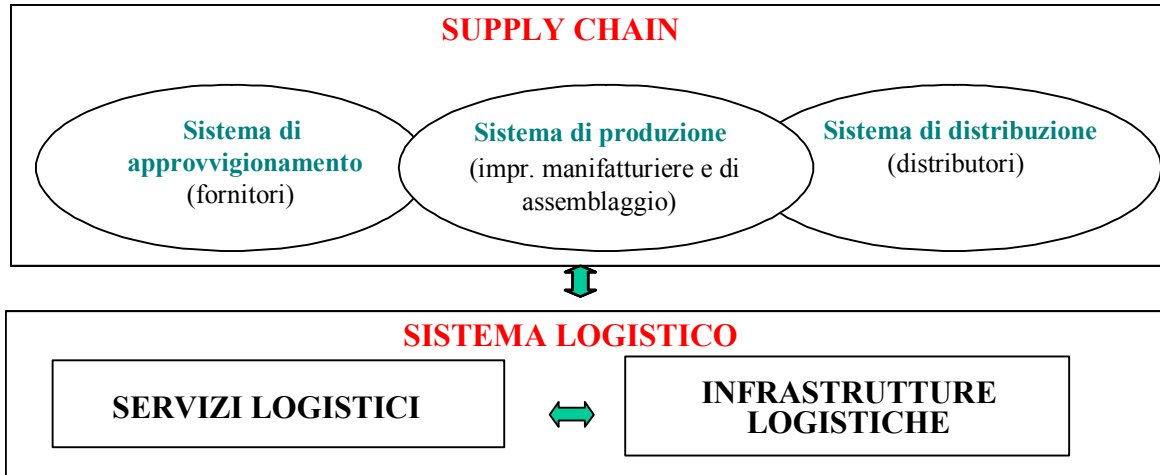 SUPPLY CHAIN
Sistema di
approvvigionamento
(fornitori)
Sistema di produzione
(impr. manifatturiere e di
assemblaggio)
Sistema di distribuzione
(distributori)
SISTEMA LOGISTICO
SERVIZI LOGISTICI
INFRASTRUTTURE
LOGISTICHE